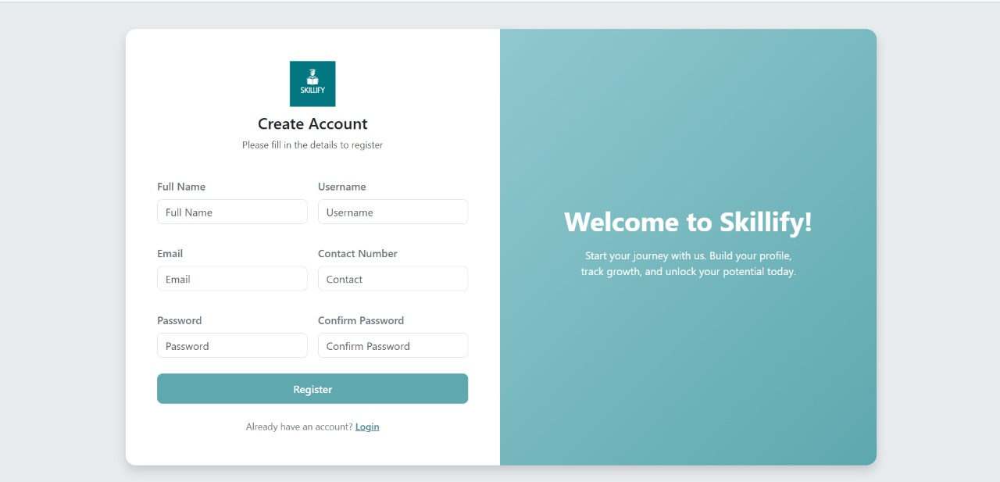 SKILLIFY
Create Account
Please fill in the details to register
Full Name
Username
Full Name
Username
Email
Contact Number
Email
Contact
Password
Confirm Password
Password
Confirm Password
Register
Already have an account? Login
Welcome to Skillify!
Start your journey with us. Build your profile,
track growth, and unlock your potential today.